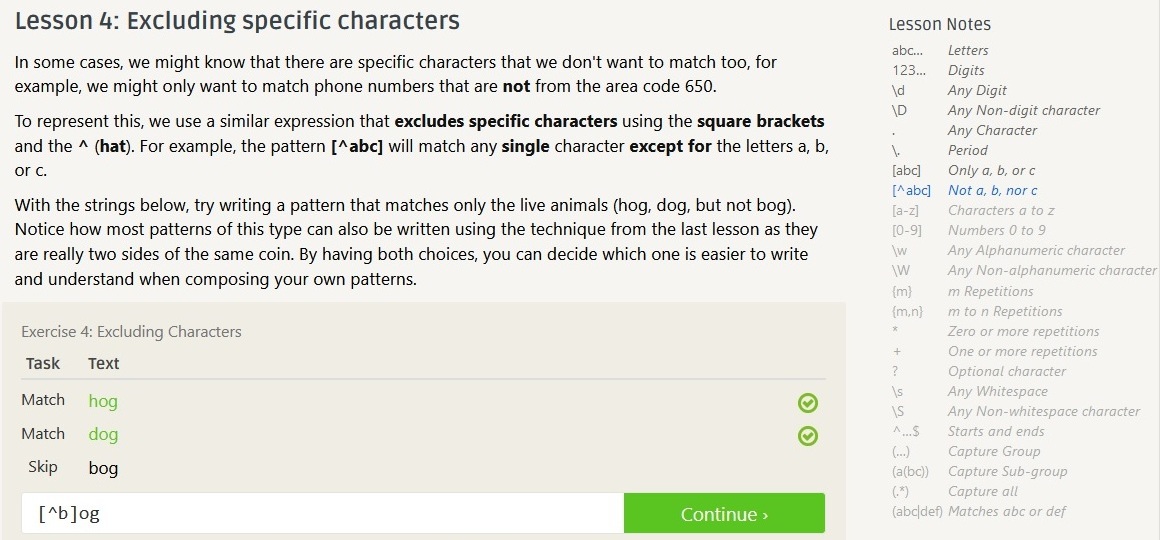 Lesson 4: Excluding specific characters
In some cases, we might know that there are specific characters that we don't want to match too, for
example, we might only want to match phone numbers that are not from the area code 650.
To represent this, we use a similar expression that excludes specific characters using the square brackets
and the ^ (hat). For example, the pattern [^abc] will match any single character except for the letters a, b,
or c.
With the strings below, try writing a pattern that matches only the live animals (hog, dog, but not bog).
Notice how most patterns of this type can also be written using the technique from the last lesson as they
are really two sides of the same coin. By having both choices, you can decide which one is easier to write
and understand when composing your own patterns.
Exercise 4: Excluding Characters
Task Text
Match hog
Match dog
Skip bog
[^b]og
Continue ›
Lesson Notes
abc... Letters
123... Digits
\d Any Digit
\D Any Non-digit character
. Any Character
\. Period
[abc] Only a, b, or c
[^abc] Not a, b, nor c
[a-z] Characters a to z
[0-9] Numbers 0 to 9
\w Any Alphanumeric character
\W Any Non-alphanumeric character
{m} m Repetitions
{m,n} m to n Repetitions
* Zero or more repetitions
+ One or more repetitions
? Optional character
\s Any Whitespace
\S Any Non-whitespace character
^...$ Starts and ends
(...) Capture Group
(a(bc)) Capture Sub-group
(.*) Capture all
(abc|def) Matches abc or def